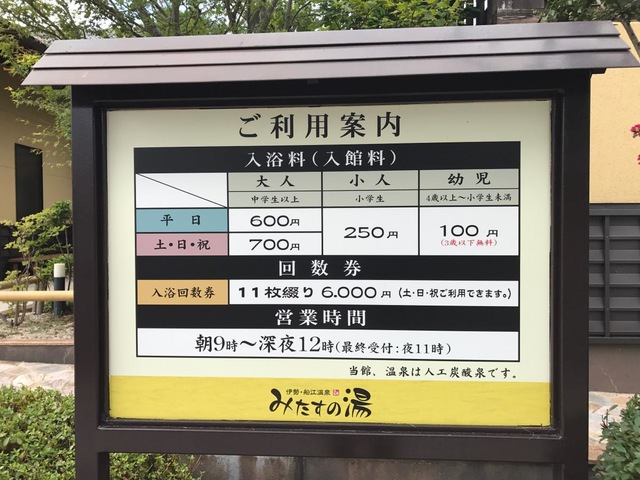 ご利用案内
入浴料(入館料)
大人 小人 幼児
中学生以上 小学生 4歳以上～小学生未満
平日 600円 250円 100円
土・日・祝 700円 (3歳以下無料)
回数券
入浴回数券 11枚綴り 6.000円 (土・日・祝ご利用できます。)
営業時間
朝9時～深夜12時(最終受付:夜11時)
当館、温泉は人工炭酸泉です。
伊勢・船江温泉
みたすの湯